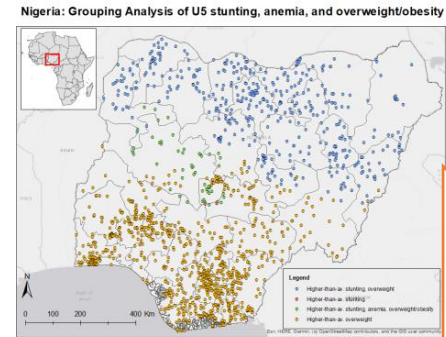 Nigeria: Grouping Analysis of U5 stunting, anemia, and overweight/obesity
N
0 100 200 400 Km
Legend
Higher-than-av. stunting, overweight
Higher-than-av. stunting
Higher-than-av. stunting, anemia, overweight/obesity
Higher-than-av. overweight
Esri, HERE, Garmin, (c) OpenStreetMap contributors, and the GIS user community